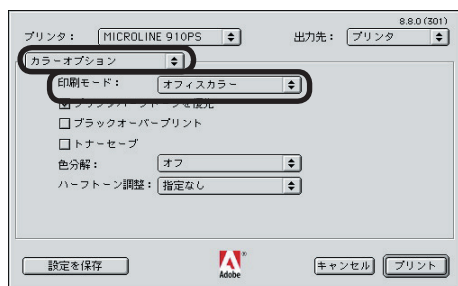 8.8.0 (301)
プリンタ： MICROLINE 910PS 出力先： プリンタ
カラーオプション
印刷モード： オフィスカラー
ブラックオーバープリント
トナーセーブ
色分解： オフ
ハーフトーン調整： 指定なし
設定を保存 Adobe キャンセル プリント